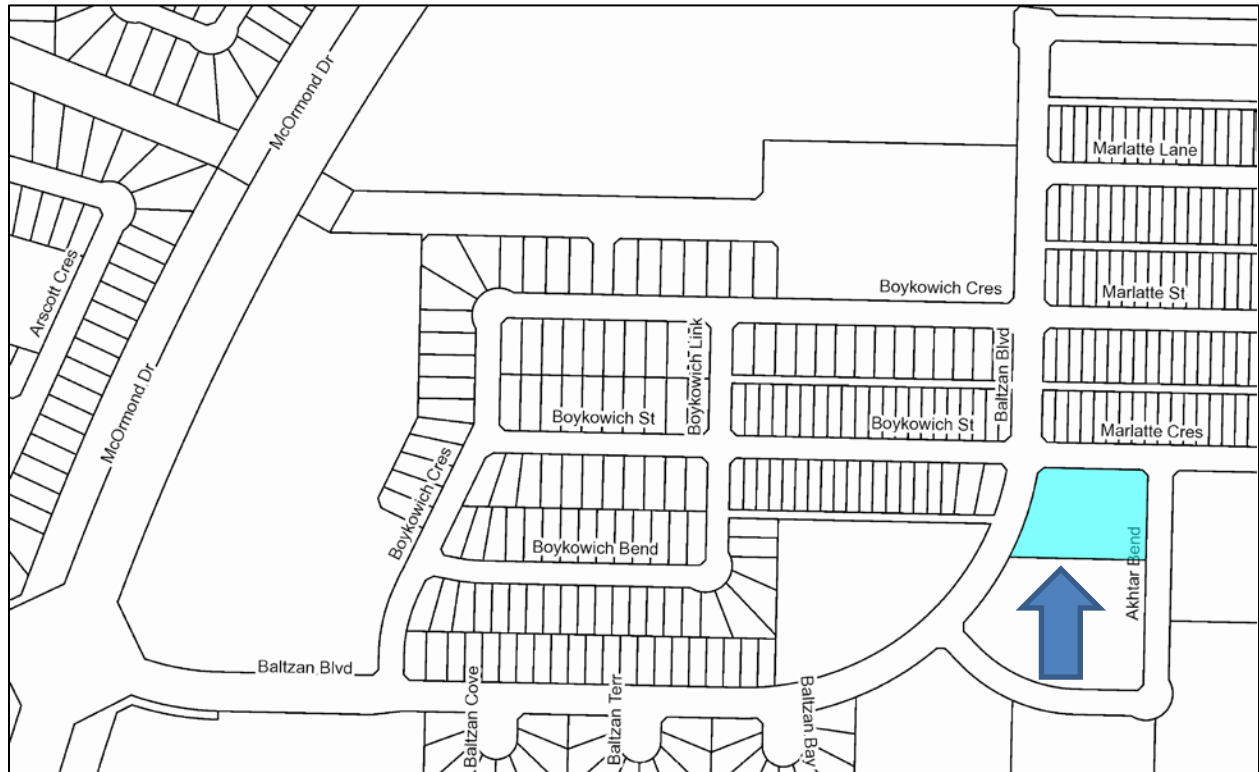 McOrmond Dr
Marlatte Lane
Arscott Cres
Boykowich Cres
Marlatte St
Boykowich Link
Baltzan Blvd
McOrmond Dr
Boykowich St
Boykowich St
Marlatte Cres
Boykowich Cres
Boykowich Bend
Akhtar Bend
Baltzan Blvd
Baltzan Cove
Baltzan Terr
Baltzan Bay